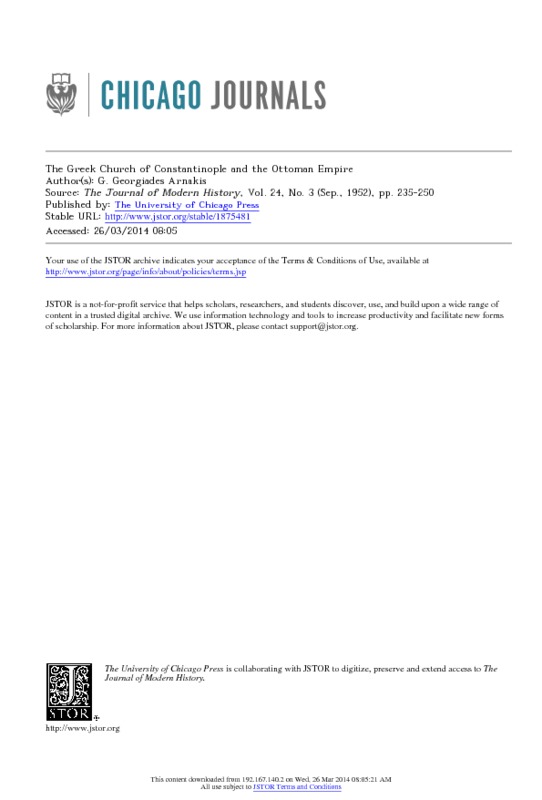 CHICAGO JOURNALS
The Greek Church of Constantinople and the Ottoman Empire
Author(s): G. Georgiades Arnakis
Source: The Journal of Modern History, Vol. 24, No. 3 (Sep., 1952), pp. 235-250
Published by: The University of Chicago Press
Stable URL: http://www.jstor.org/stable/1875481
Accessed: 26/03/2014 08:05
Your use of the JSTOR archive indicates your acceptance of the Terms & Conditions of Use, available at
http://www.jstor.org/page/info/about/policies/terms.jsp
JSTOR is a not-for-profit service that helps scholars, researchers, and students discover, use, and build upon a wide range of
content in a trusted digital archive. We use information technology and tools to increase productivity and facilitate new forms
of scholarship. For more information about JSTOR, please contact support@jstor.org.
The University of Chicago Press is collaborating with JSTOR to digitize, preserve and extend access to The
Journal of Modern History.
JSTOR
http://www.jstor.org
This content downloaded from 192.167.140.2 on Wed, 26 Mar 2014 08:05:21 AM
All use subject to JSTOR Terms and Conditions